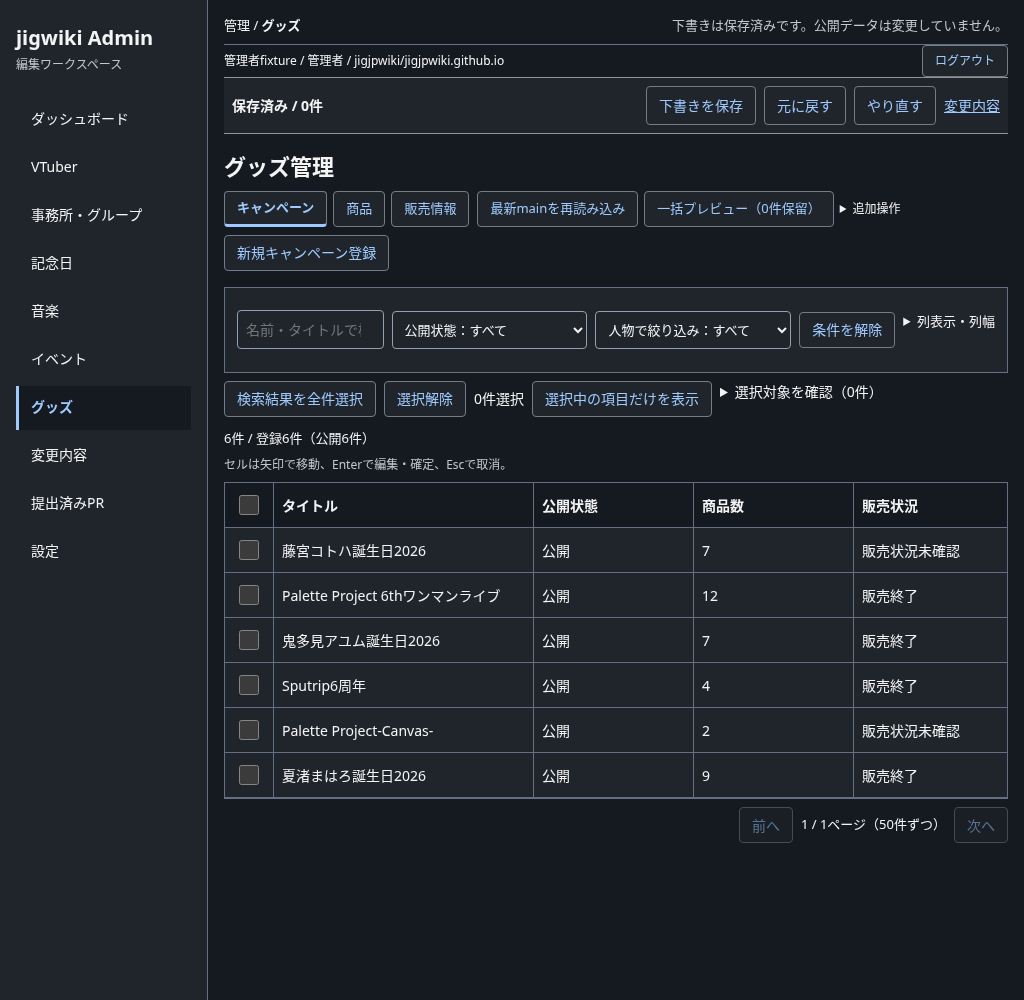 jigwiki Admin
編集ワークスペース
ダッシュボード
VTuber
事務所・グループ
記念日
音楽
イベント
グッズ
変更内容
提出済みPR
設定
管理 / グッズ
下書きは保存済みです。公開データは変更していません。
管理者fixture / 管理者 / jigjpwiki/jigjpwiki.github.io
ログアウト
保存済み / 0件
下書きを保存
元に戻す
やり直す
変更内容
グッズ管理
キャンペーン
商品
販売情報
最新mainを再読み込み
一括プレビュー（0件保留）
▶ 追加操作
新規キャンペーン登録
名前・タイトルで
公開状態：すべて
人物で絞り込み：すべて
条件を解除
▶ 列表示・列幅
検索結果を全件選択
選択解除
0件選択
選択中の項目だけを表示
▶ 選択対象を確認（0件）
6件 / 登録6件（公開6件）
セルは矢印で移動、Enterで編集・確定、Escで取消。
タイトル 公開状態 商品数 販売状況
藤宮コトハ誕生日2026 公開 7 販売状況未確認
Palette Project 6thワンマンライブ 公開 12 販売終了
鬼多見アユム誕生日2026 公開 7 販売終了
Sputrip6周年 公開 4 販売終了
Palette Project-Canvas- 公開 2 販売状況未確認
夏渚まはろ誕生日2026 公開 9 販売終了
前へ
1 / 1ページ（50件ずつ）
次へ